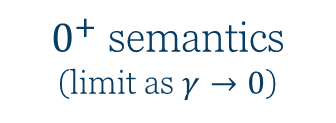 0⁺ semantics
(limit as γ → 0)